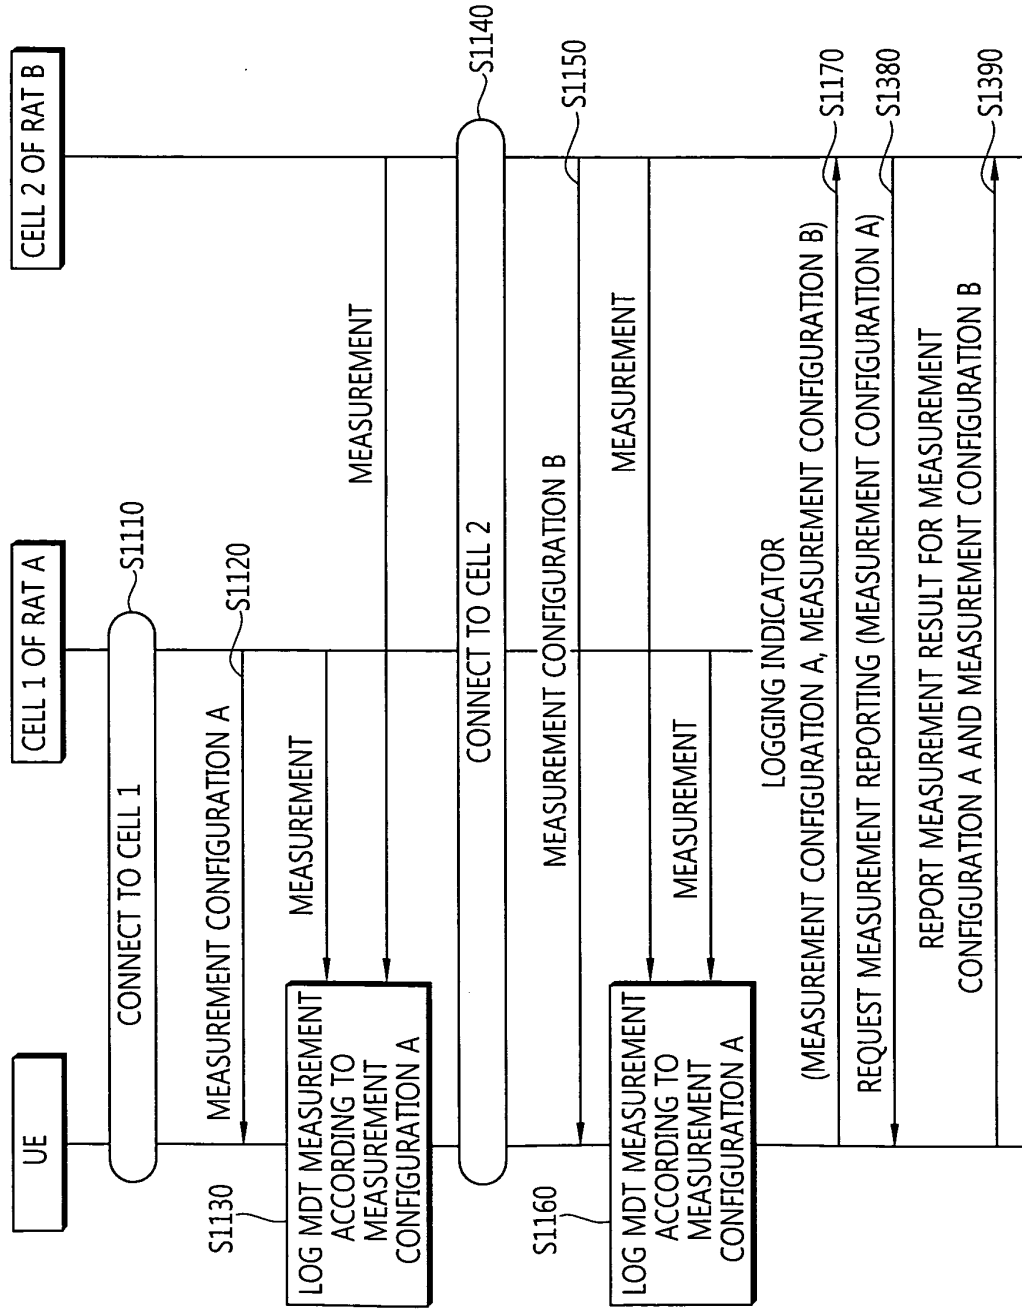 UE
CELL 1 OF RAT A
CELL 2 OF RAT B
CONNECT TO CELL 1
S1110
MEASUREMENT CONFIGURATION A
S1120
MEASUREMENT
MEASUREMENT
S1130
LOG MDT MEASUREMENT
ACCORDING TO
MEASUREMENT
CONFIGURATION A
CONNECT TO CELL 2
S1140
MEASUREMENT CONFIGURATION B
S1150
MEASUREMENT
MEASUREMENT
S1160
LOG MDT MEASUREMENT
ACCORDING TO
MEASUREMENT
CONFIGURATION A
LOGGING INDICATOR
(MEASUREMENT CONFIGURATION A, MEASUREMENT CONFIGURATION B)
S1170
REQUEST MEASUREMENT REPORTING (MEASUREMENT CONFIGURATION A)
S1380
REPORT MEASUREMENT RESULT FOR MEASUREMENT
CONFIGURATION A AND MEASUREMENT CONFIGURATION B
S1390